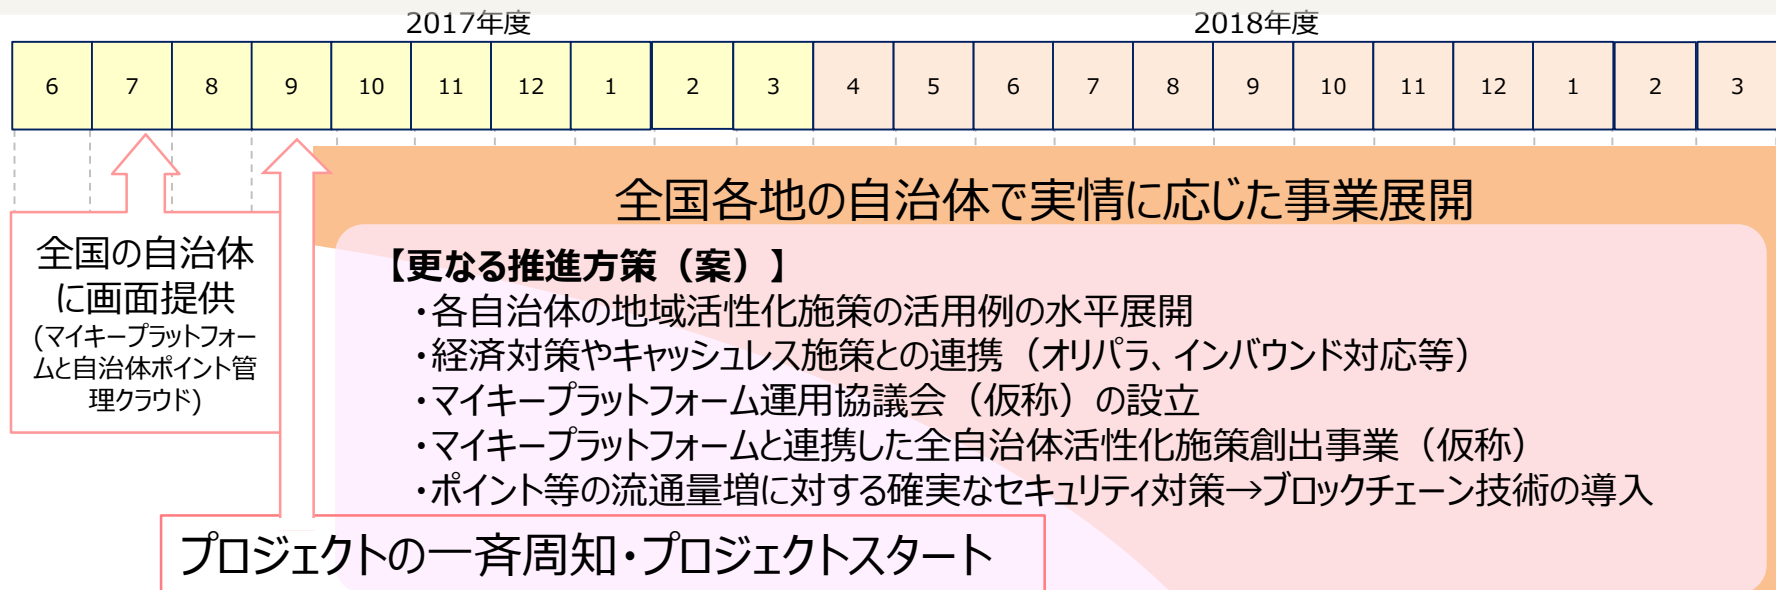 2017年度 2018年度
6 7 8 9 10 11 12 1 2 3 4 5 6 7 8 9 10 11 12 1 2 3
全国各地の自治体で実情に応じた事業展開
全国の自治体
に画面提供
(マイキープラットフォー
ムと自治体ポイント管
理クラウド)
【更なる推進方策（案）】
・各自治体の地域活性化施策の活用例の水平展開
・経済対策やキャッシュレス施策との連携（オリパラ、インバウンド対応等）
・マイキープラットフォーム運用協議会（仮称）の設立
・マイキープラットフォームと連携した全自治体活性化施策創出事業（仮称）
・ポイント等の流通量増に対する確実なセキュリティ対策→ブロックチェーン技術の導入
プロジェクトの一斉周知・プロジェクトスタート